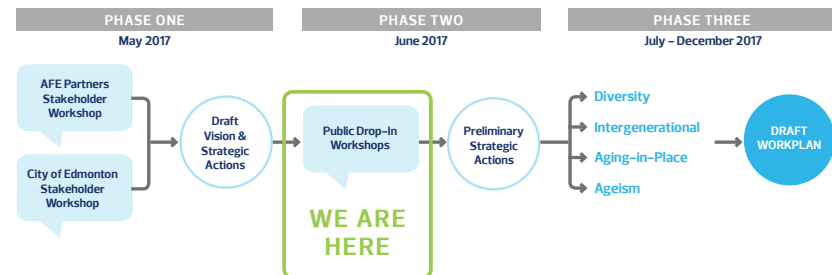 PHASE ONE
May 2017
AFE Partners
Stakeholder
Workshop
City of Edmonton
Stakeholder
Workshop
Draft
Vision &
Strategic
Actions
PHASE TWO
June 2017
Public Drop-In
Workshops
WE ARE
HERE
Preliminary
Strategic
Actions
PHASE THREE
July - December 2017
Diversity
Intergenerational
Aging-in-Place
Ageism
DRAFT
WORKPLAN